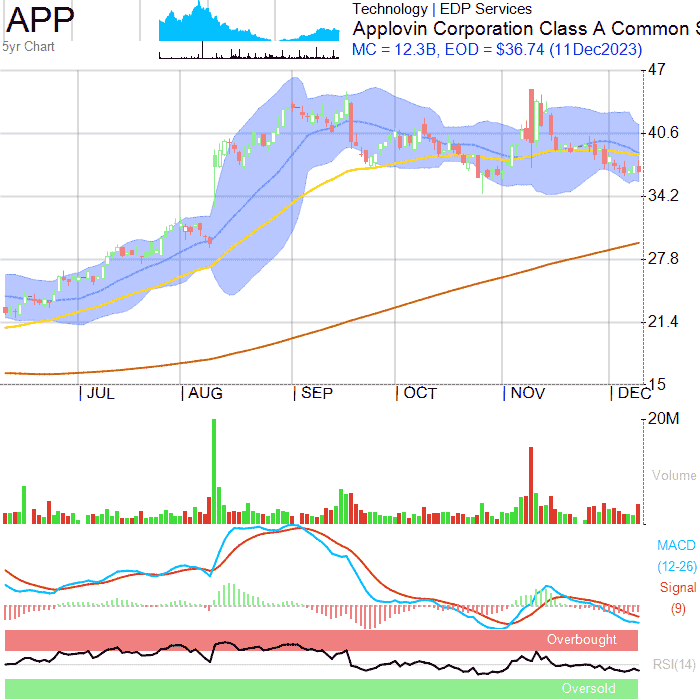 APP
5yr Chart
Technology | EDP Services
Applovin Corporation Class A Common S
MC = 12.3B, EOD = $36.74 (11Dec2023)
47
40.6
34.2
27.8
21.4
15
JUL
AUG
SEP
OCT
NOV
DEC
20M
Volume
MACD
(12-26)
Signal
(9)
Overbought
RSI(14)
Oversold